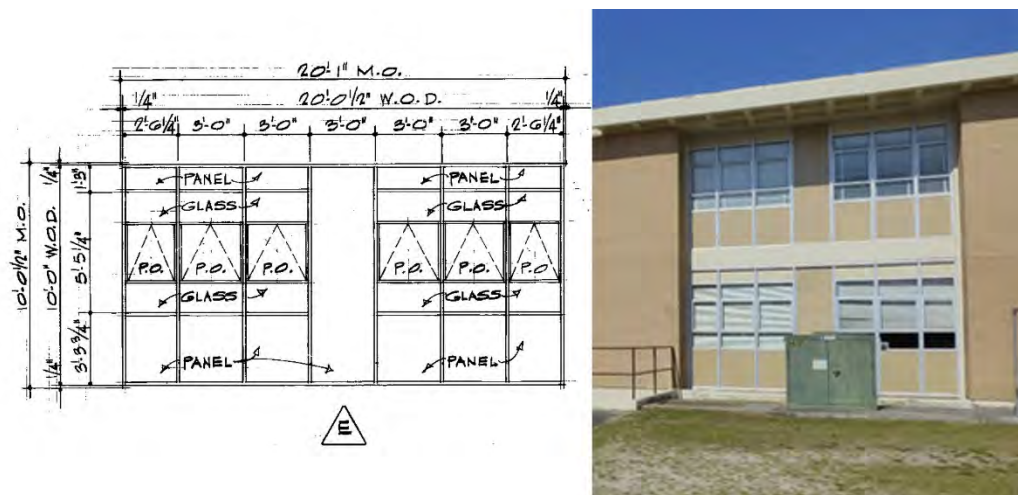 20'-1" M.O.
1/4" 20'-0 1/2" W.O.D. 1/4"
2'-6 1/4" 3'-0" 3'-0" 3'-0" 3'-0" 3'-0" 2'-6 1/4"
10'-0 1/2" M.O.
1/4" 10'-0" W.O.D. 1/4"
1'-3" 5'-5 1/4" 3'-3 3/4"
PANEL PANEL
GLASS GLASS
P.O. P.O. P.O. P.O. P.O. P.O
GLASS GLASS
PANEL PANEL
E